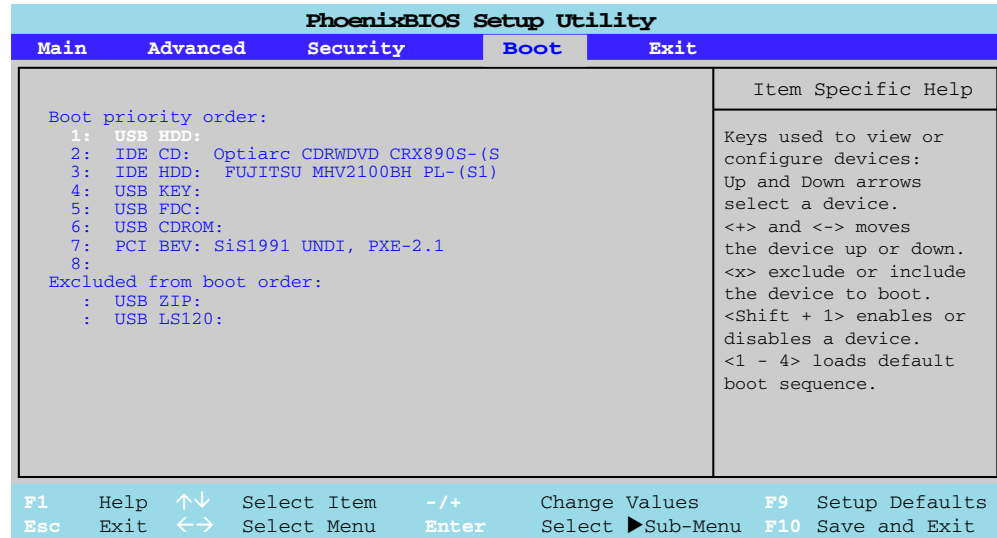 PhoenixBIOS Setup Utility
Main Advanced Security Boot Exit
Boot priority order:
1: USB HDD:
2: IDE CD: Optiarc CDRWDVD CRX890S-(S
3: IDE HDD: FUJITSU MHV2100BH PL-(S1)
4: USB KEY:
5: USB FDC:
6: USB CDROM:
7: PCI BEV: SiS1991 UNDI, PXE-2.1
8:
Excluded from boot order:
: USB ZIP:
: USB LS120:
Item Specific Help
Keys used to view or
configure devices:
Up and Down arrows
select a device.
<+> and <-> moves
the device up or down.
<x> exclude or include
the device to boot.
<Shift + 1> enables or
disables a device.
<1 - 4> loads default
boot sequence.
F1 Help ↑↓ Select Item -/+ Change Values F9 Setup Defaults
Esc Exit ←→ Select Menu Enter Select ▶Sub-Menu F10 Save and Exit